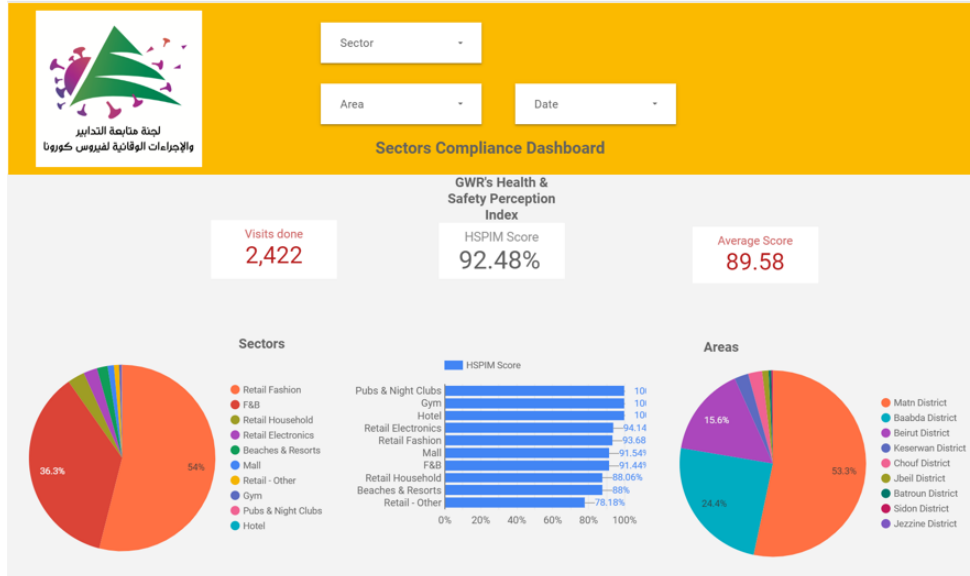 لجنة متابعة التدابير
والإجراءات الوقائية لفيروس كورونا
Sector
Area
Date
Sectors Compliance Dashboard
GWR's Health &
Safety Perception
Index
Visits done
2,422
HSPIM Score
92.48%
Average Score
89.58
Sectors
54%
36.3%
Retail Fashion
F&B
Retail Household
Retail Electronics
Beaches & Resorts
Mall
Retail - Other
Gym
Pubs & Night Clubs
Hotel
HSPIM Score
Pubs & Night Clubs 10
Gym 10
Hotel 10
Retail Electronics 94.14
Retail Fashion 93.68
Mall 91.54
F&B 91.44
Retail Household 88.06%
Beaches & Resorts 88%
Retail - Other 78.18%
0% 20% 40% 60% 80% 100%
Areas
15.6%
53.3%
24.4%
Matn District
Baabda District
Beirut District
Keserwan District
Chouf District
Jbeil District
Batroun District
Sidon District
Jezzine District